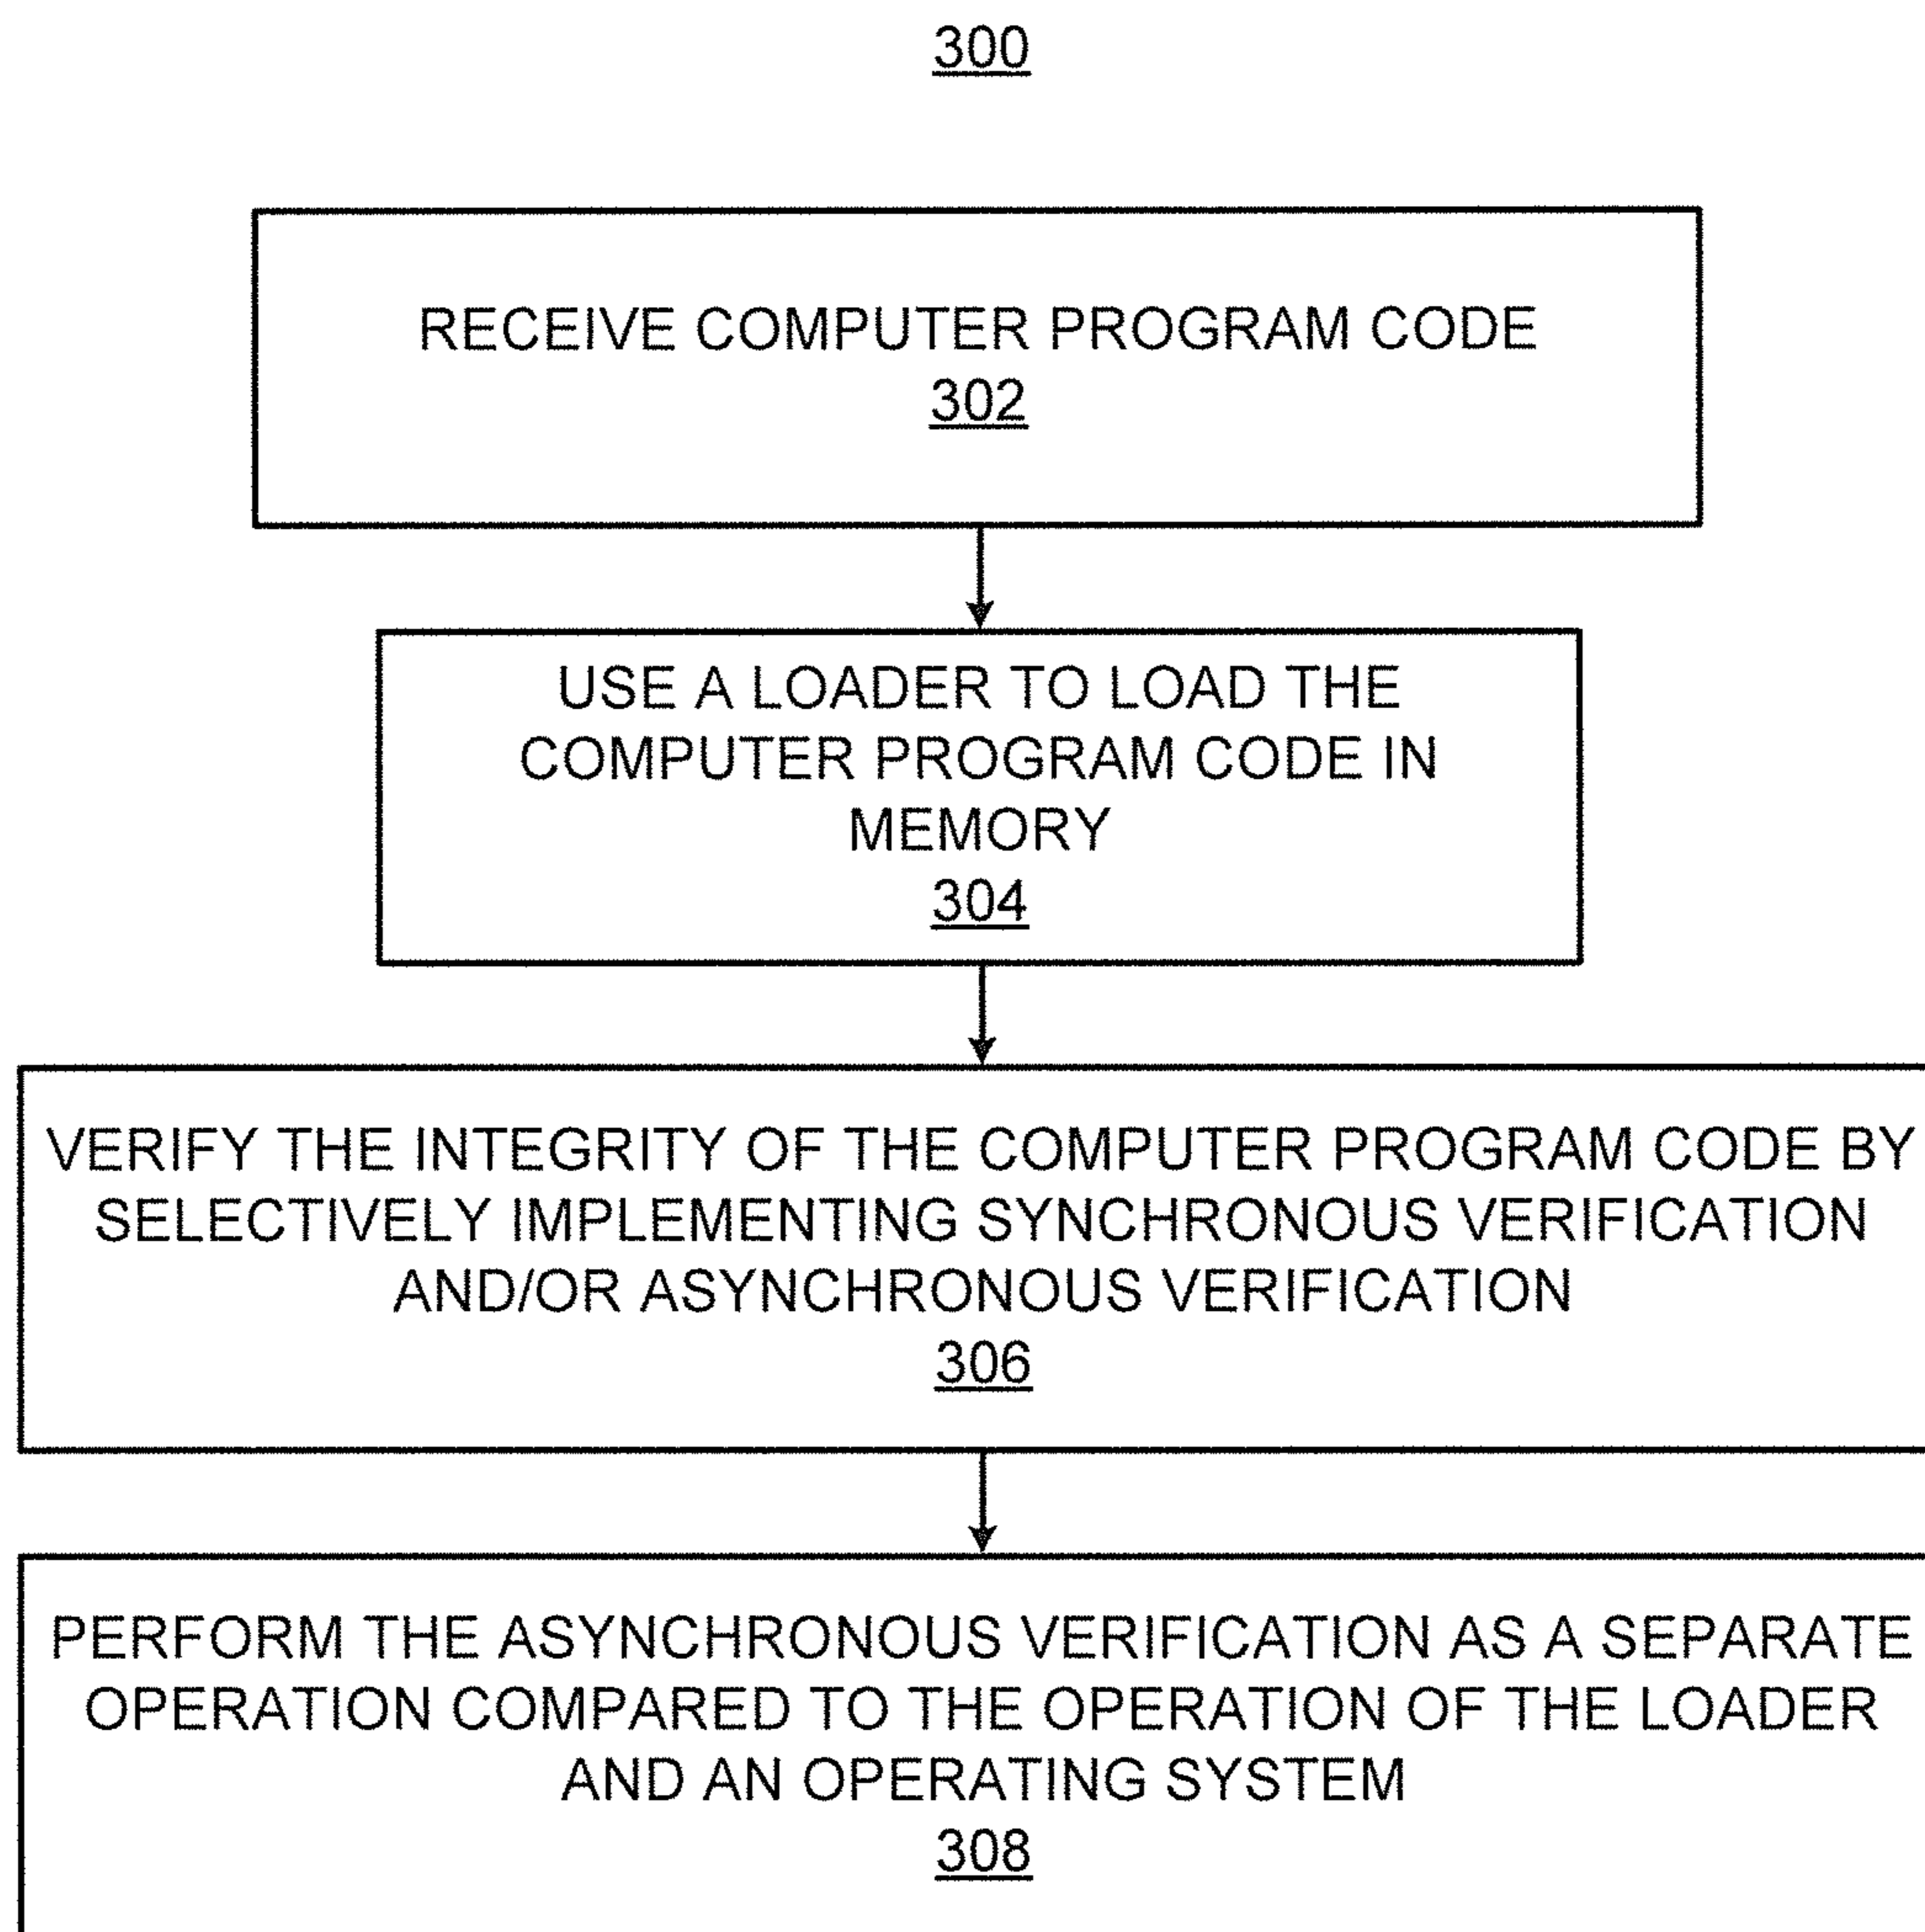 300
RECEIVE COMPUTER PROGRAM CODE
302
USE A LOADER TO LOAD THE
COMPUTER PROGRAM CODE IN
MEMORY
304
VERIFY THE INTEGRITY OF THE COMPUTER PROGRAM CODE BY
SELECTIVELY IMPLEMENTING SYNCHRONOUS VERIFICATION
AND/OR ASYNCHRONOUS VERIFICATION
306
PERFORM THE ASYNCHRONOUS VERIFICATION AS A SEPARATE
OPERATION COMPARED TO THE OPERATION OF THE LOADER
AND AN OPERATING SYSTEM
308